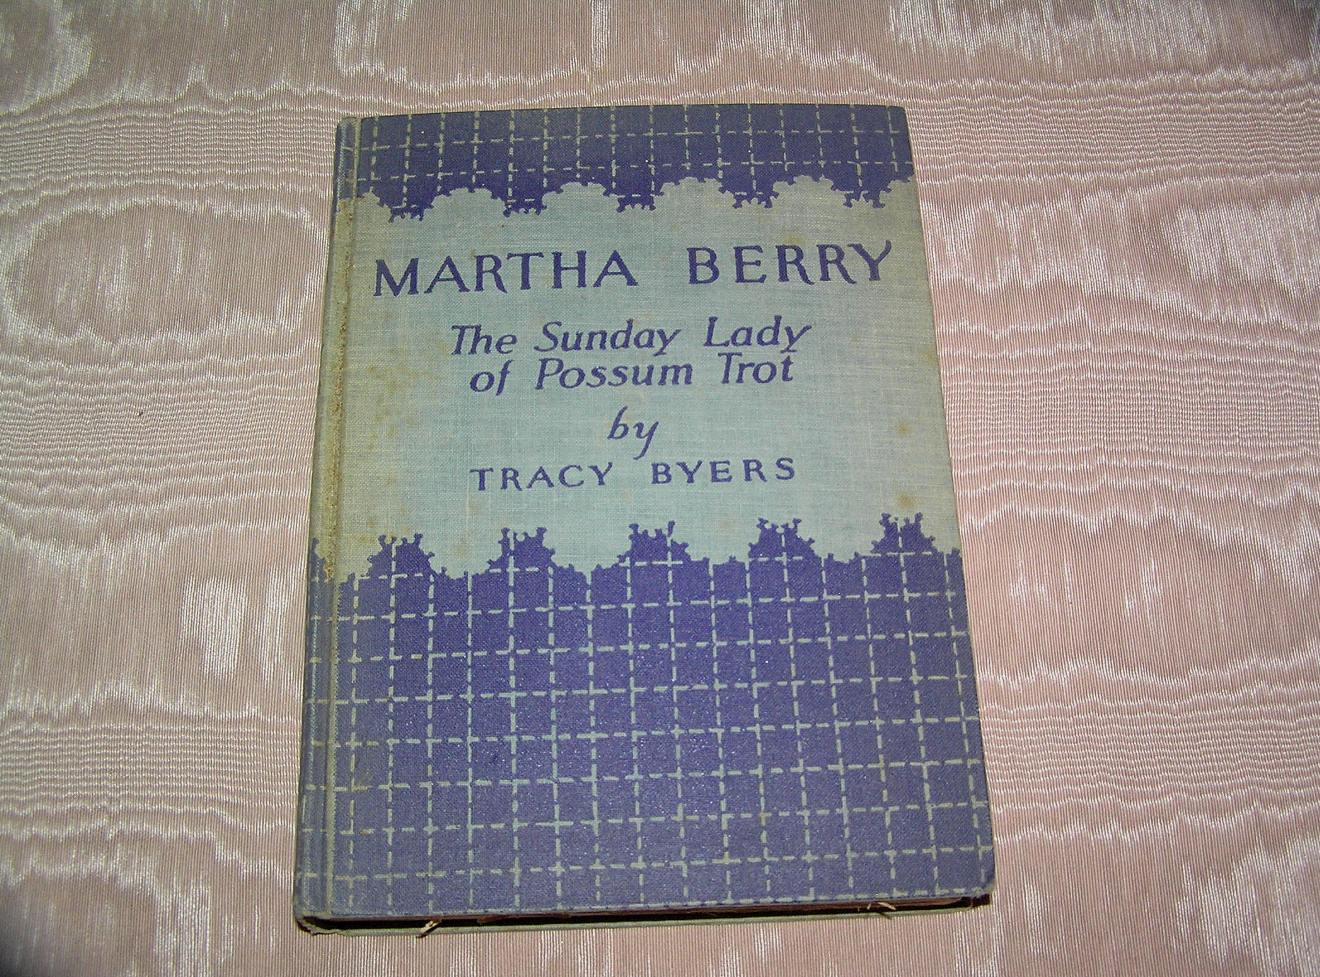 MARTHA BERRY
The Sunday Lady
of Possum Trot
by
TRACY BYERS